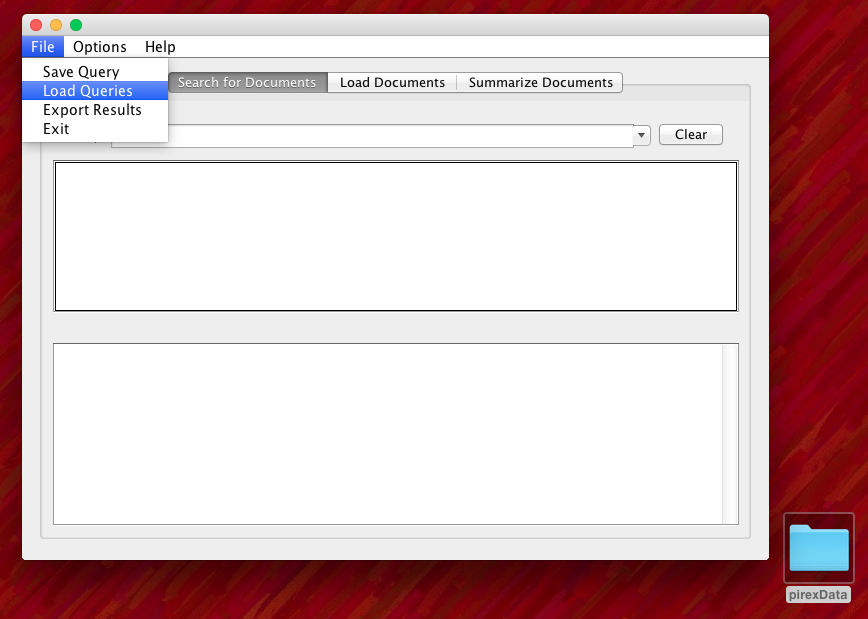 File Options Help
Save Query
Load Queries
Export Results
Exit
Search for Documents Load Documents Summarize Documents
Clear
pirexData